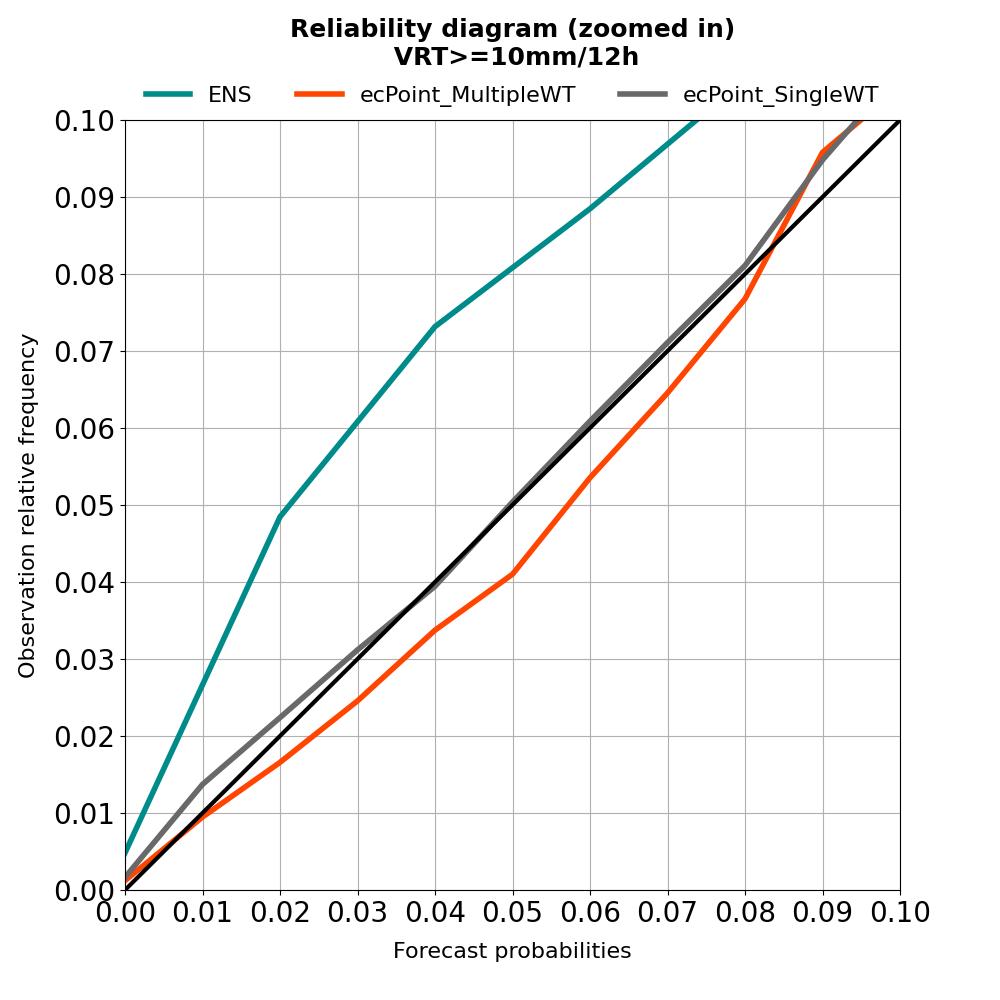 Reliability diagram (zoomed in)
VRT>=10mm/12h
ENS ecPoint_MultipleWT ecPoint_SingleWT
0.10
0.09
0.08
0.07
0.06
0.05
0.04
0.03
0.02
0.01
0.00
Observation relative frequency
0.00 0.01 0.02 0.03 0.04 0.05 0.06 0.07 0.08 0.09 0.10
Forecast probabilities